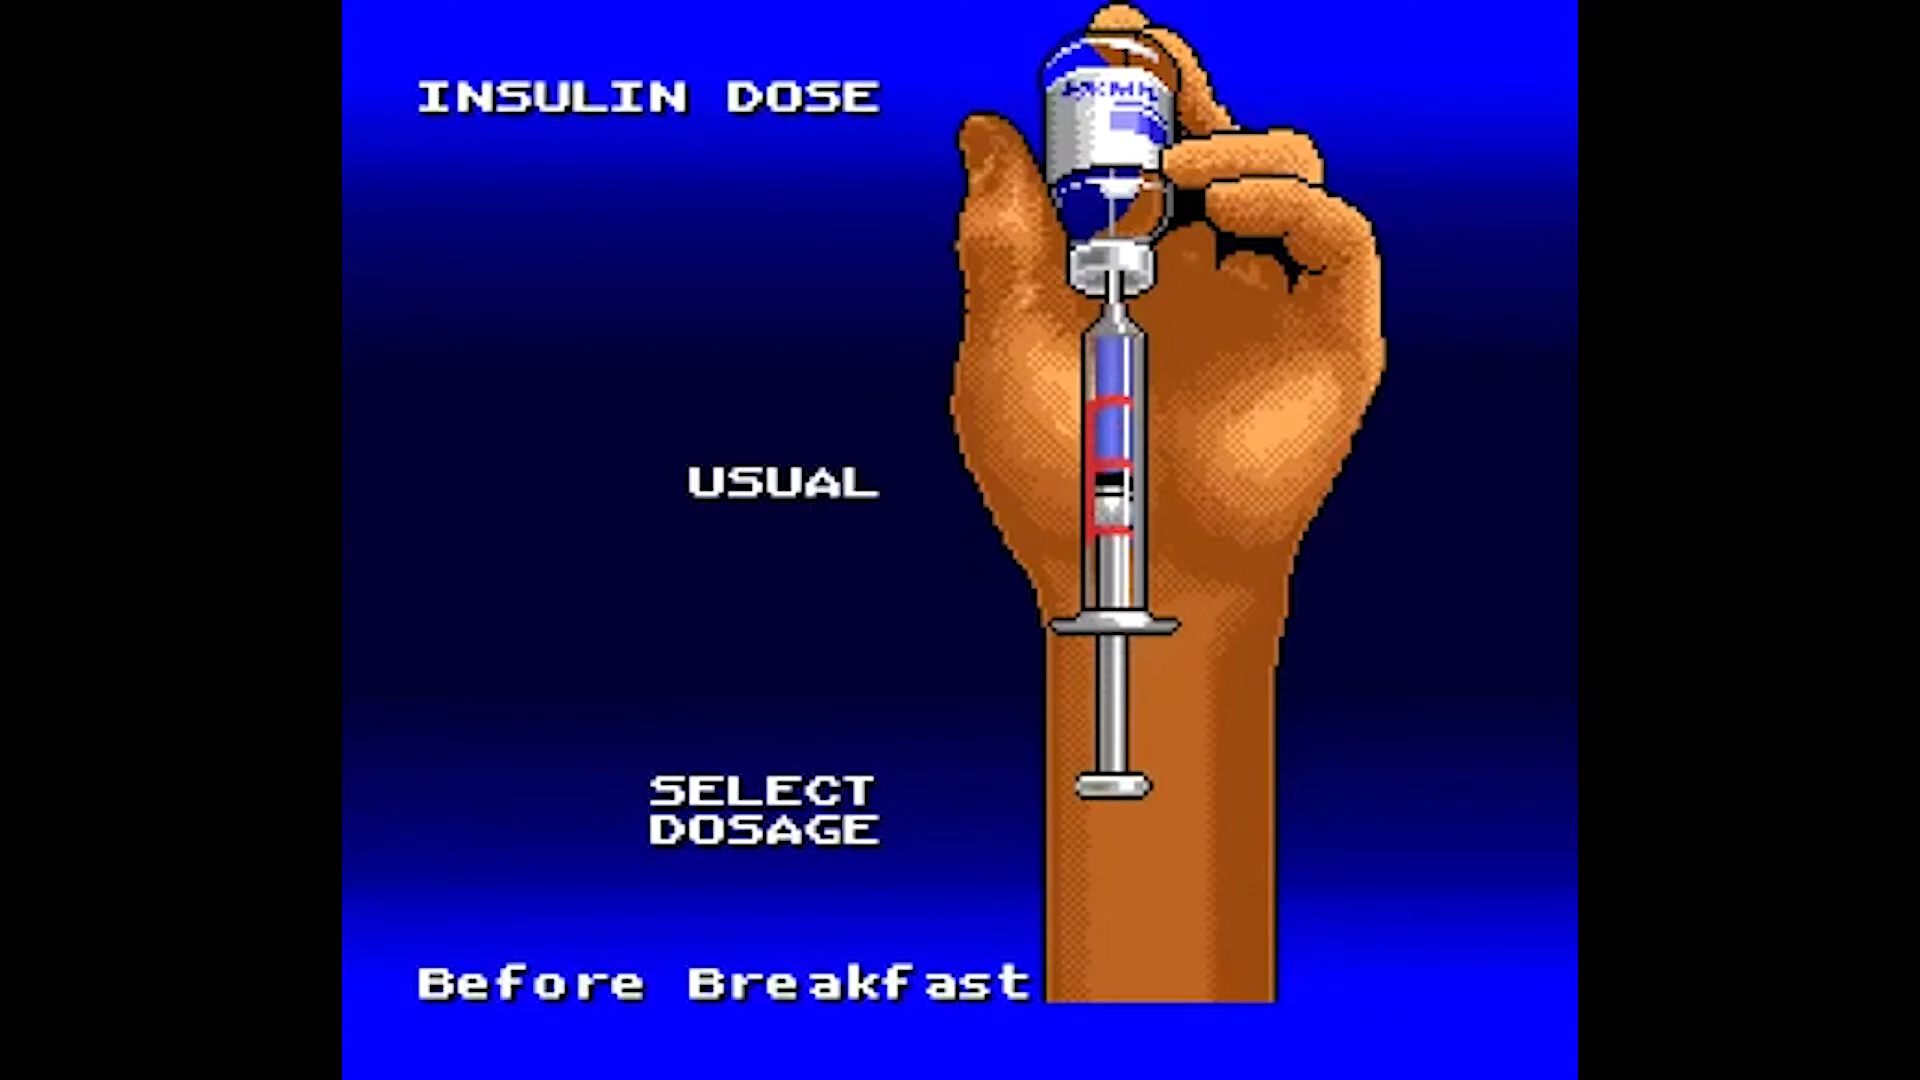 INSULIN DOSE
USUAL
SELECT
DOSAGE
Before Breakfast